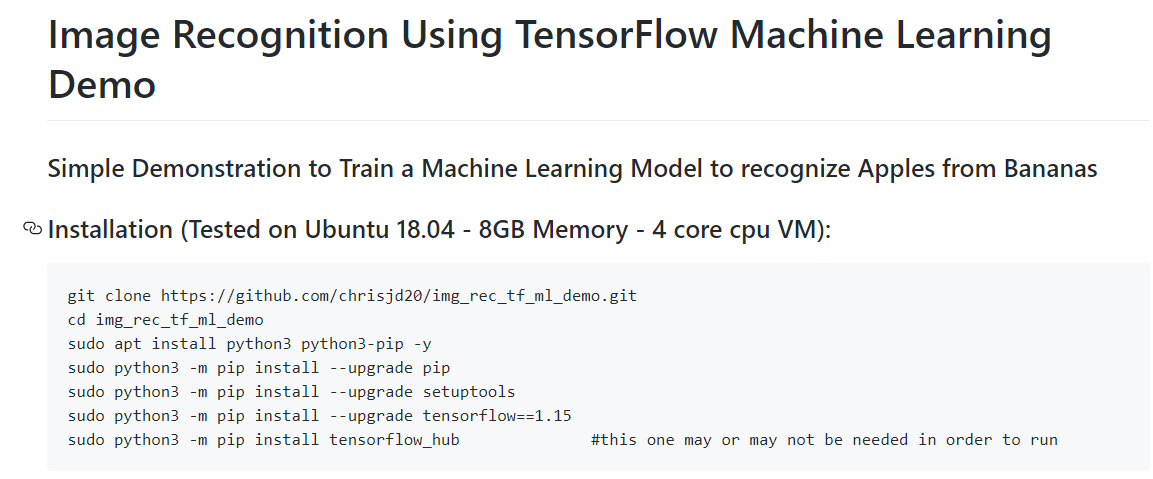 Image Recognition Using TensorFlow Machine Learning
Demo
Simple Demonstration to Train a Machine Learning Model to recognize Apples from Bananas
Installation (Tested on Ubuntu 18.04 - 8GB Memory - 4 core cpu VM):
git clone https://github.com/chrisjd20/img_rec_tf_ml_demo.git
cd img_rec_tf_ml_demo
sudo apt install python3 python3-pip -y
sudo python3 -m pip install --upgrade pip
sudo python3 -m pip install --upgrade setuptools
sudo python3 -m pip install --upgrade tensorflow==1.15
sudo python3 -m pip install tensorflow_hub              #this one may or may not be needed in order to run